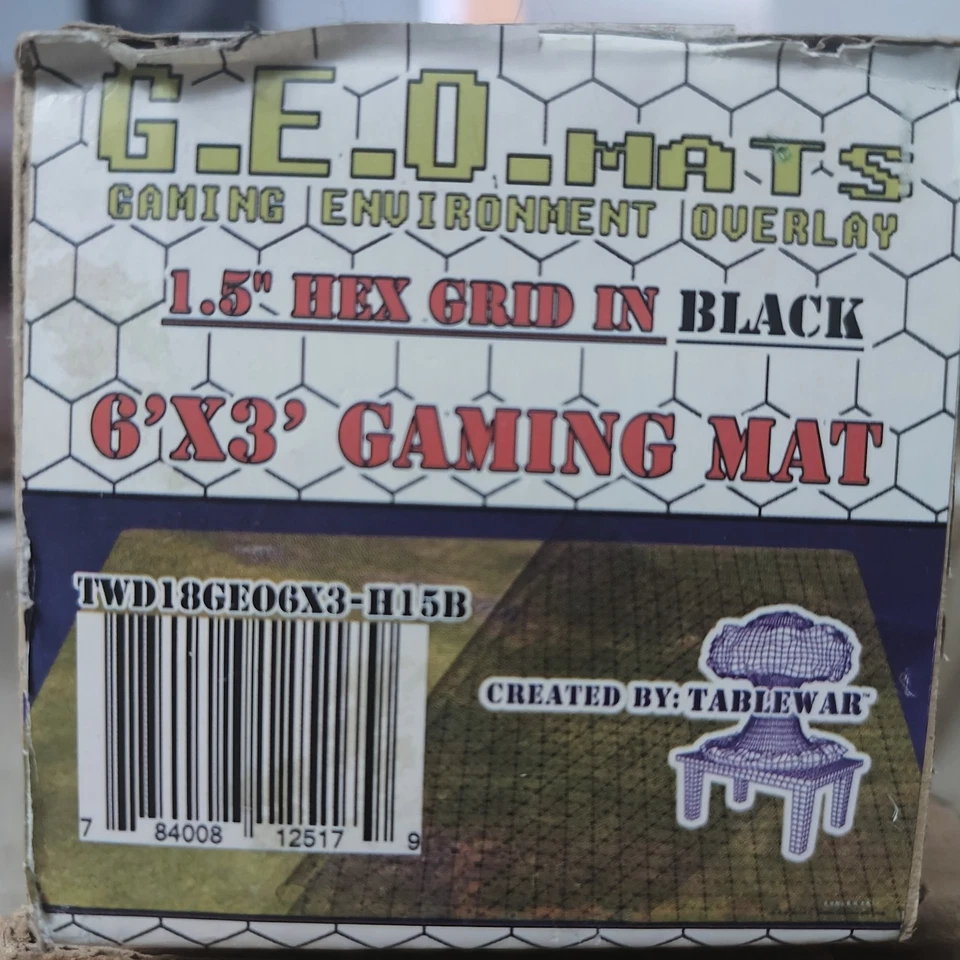 G.E.O.MATS
GAMING ENVIRONMENT OVERLAY
1.5" HEX GRID IN BLACK
6'X3' GAMING MAT
TWD18GEO6X3-H15B
7 84008 12517 9
CREATED BY: TABLEWAR™